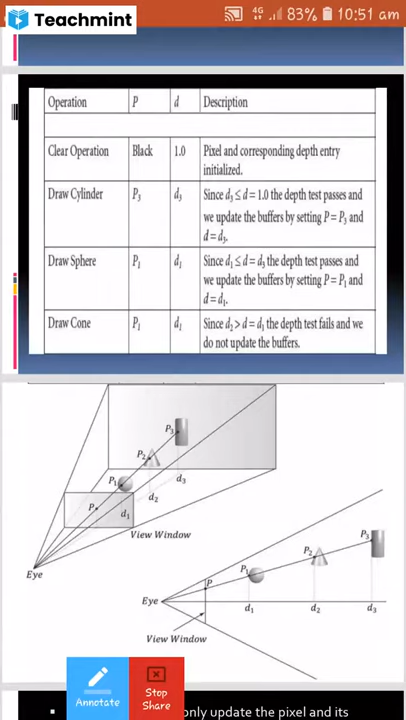 Teachmint
4G 83% 10:51 am
Operation P d Description
Clear Operation Black 1.0 Pixel and corresponding depth entry
initialized.
Draw Cylinder P₃ d₃ Since d₃ ≤ d = 1.0 the depth test passes and
we update the buffers by setting P = P₃ and
d = d₃.
Draw Sphere P₁ d₁ Since d₁ ≤ d = d₃ the depth test passes and
we update the buffers by setting P = P₁ and
d = d₁.
Draw Cone P₁ d₁ Since d₂ > d = d₁ the depth test fails and we
do not update the buffers.
P₃
P₂
P₁
d₃
d₂
P
d₁
View Window
Eye
P₃
P₂
P₁
P
Eye
d₁ d₂ d₃
View Window
Annotate
Stop
Share
only update the pixel and its